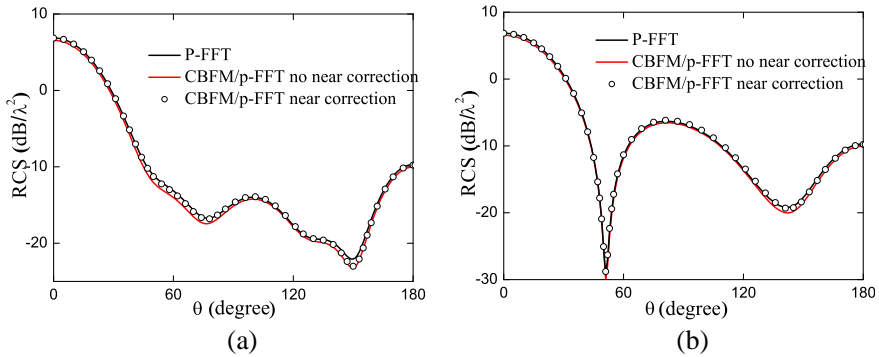 10
0
-10
-20
RCS (dB/λ²)
P-FFT
CBFM/p-FFT no near correction
CBFM/p-FFT near correction
0
60
120
180
θ (degree)
(a)
10
0
-10
-20
-30
RCS (dB/λ²)
P-FFT
CBFM/p-FFT no near correction
CBFM/p-FFT near correction
0
60
120
180
θ (degree)
(b)